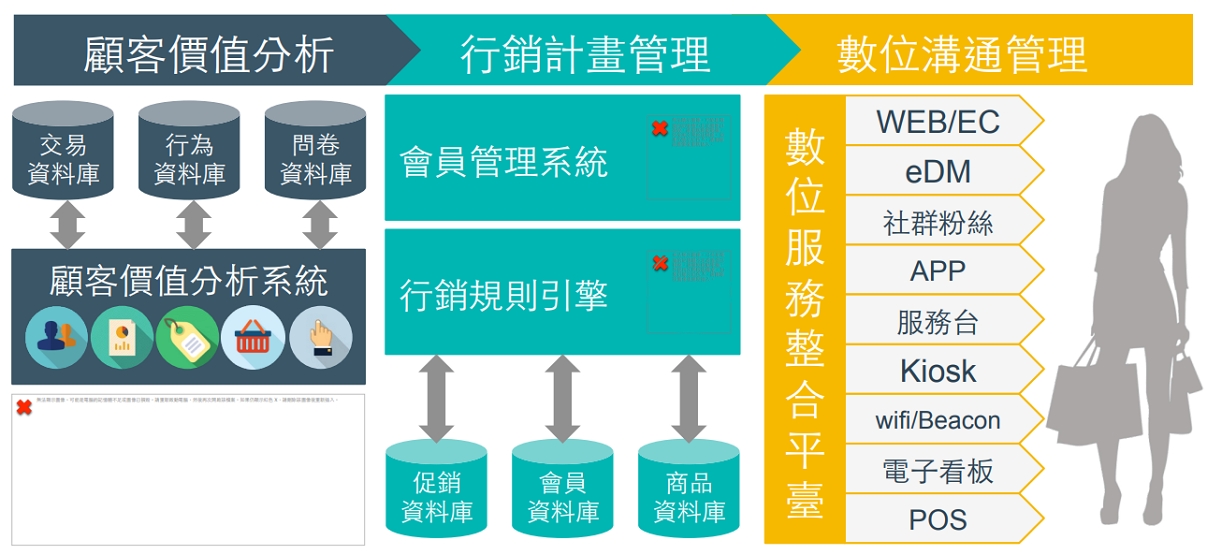 顧客價值分析
行銷計畫管理
數位溝通管理
交易
資料庫
行為
資料庫
問卷
資料庫
顧客價值分析系統
會員管理系統
行銷規則引擎
促銷
資料庫
會員
資料庫
商品
資料庫
數位服務整合平臺
WEB/EC
eDM
社群粉絲
APP
服務台
Kiosk
wifi/Beacon
電子看板
POS